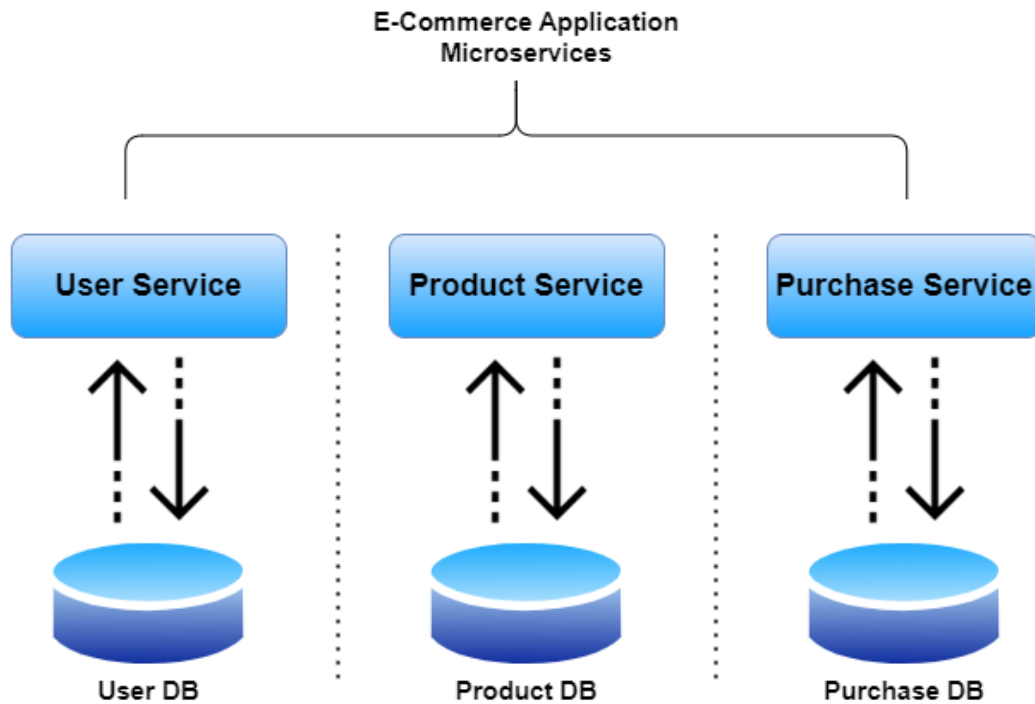 E-Commerce Application
Microservices
User Service
Product Service
Purchase Service
User DB
Product DB
Purchase DB